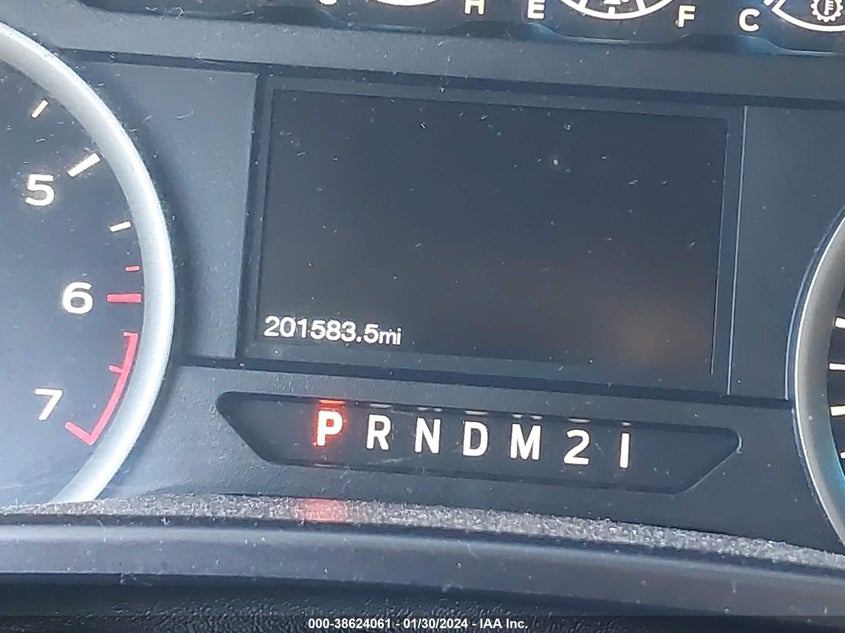 H E F C
5
6
7
201583.5mi
P R N D M 2 1
000-38624061 - 01/30/2024 - IAA Inc.